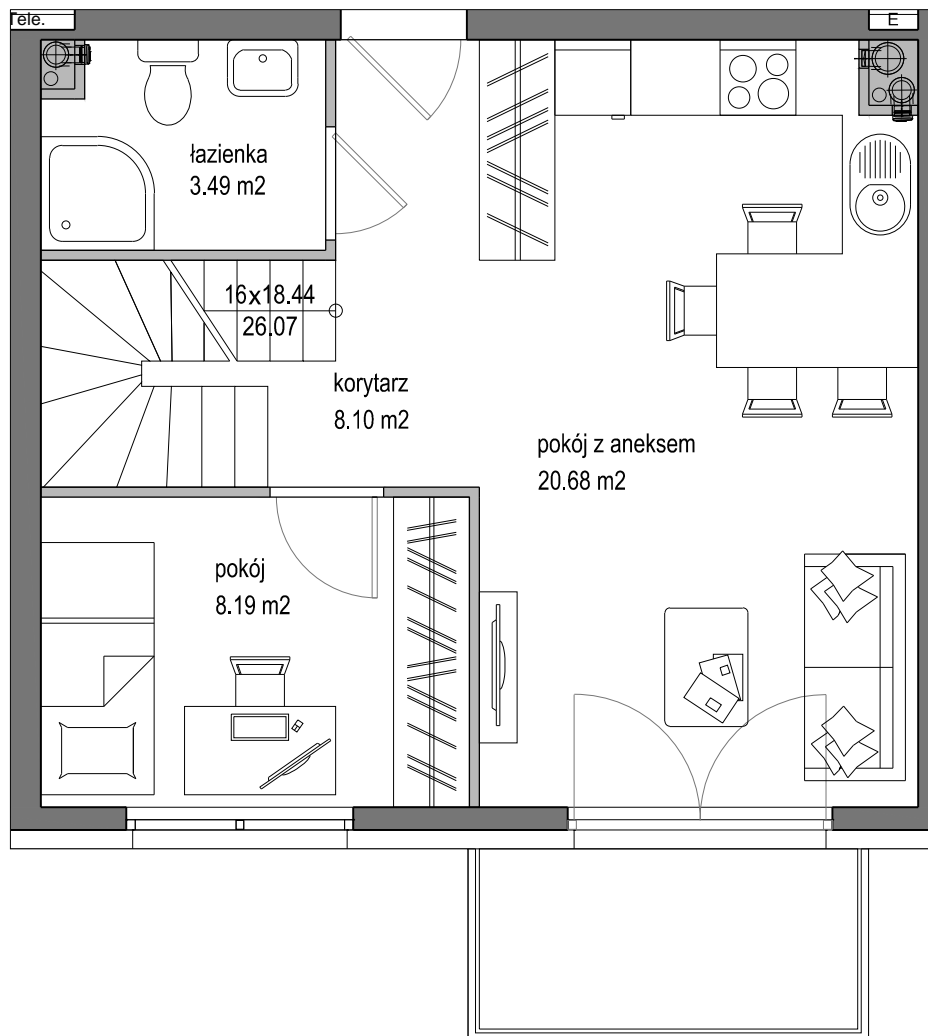 Tele.
E
łazienka
3.49 m2
16x18.44
26.07
korytarz
8.10 m2
pokój z aneksem
20.68 m2
pokój
8.19 m2